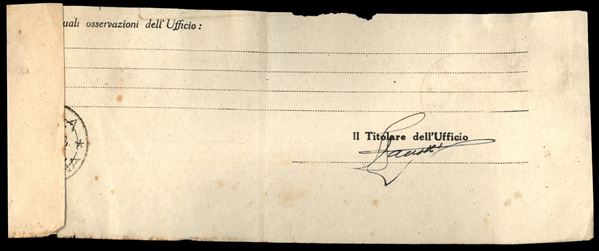 uali osservazioni dell'Ufficio :
Il Titolare dell'Ufficio